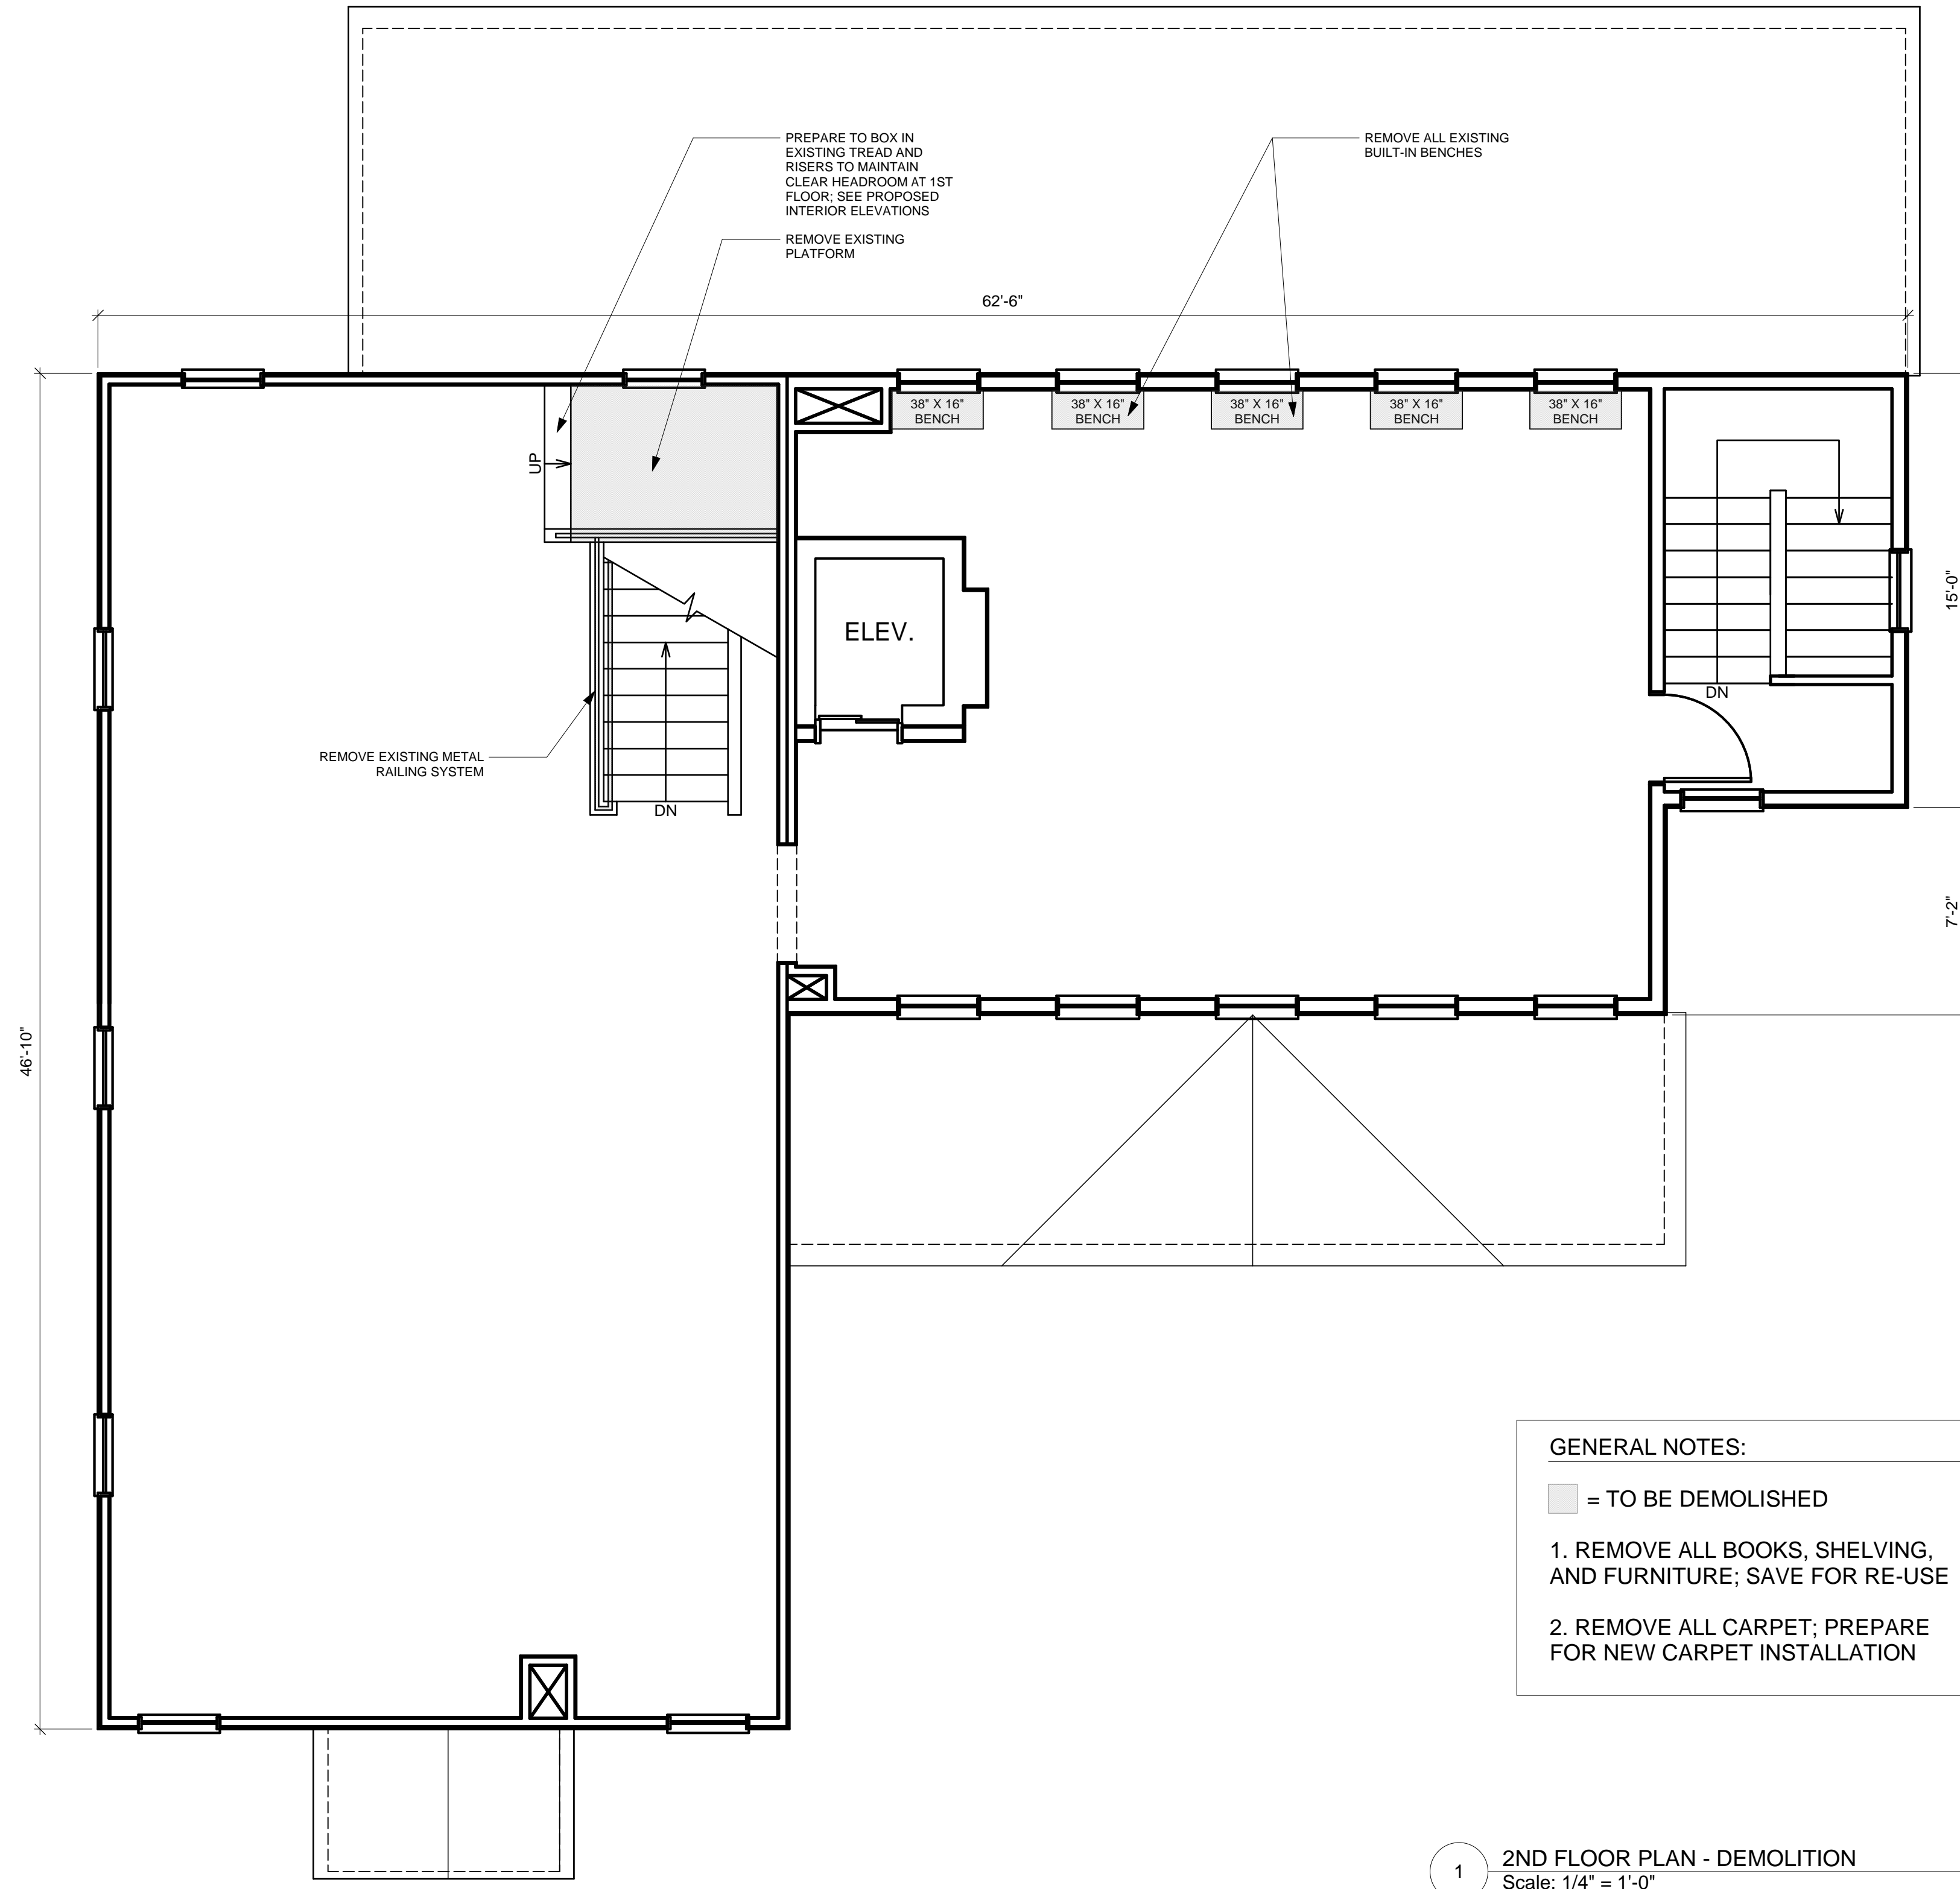 PREPARE TO BOX IN
EXISTING TREAD AND
RISERS TO MAINTAIN
CLEAR HEADROOM AT 1ST
FLOOR; SEE PROPOSED
INTERIOR ELEVATIONS
REMOVE EXISTING
PLATFORM
REMOVE ALL EXISTING
BUILT-IN BENCHES
62'-6"
38" X 16"
BENCH
38" X 16"
BENCH
38" X 16"
BENCH
38" X 16"
BENCH
38" X 16"
BENCH
UP
ELEV.
15'-0"
DN
REMOVE EXISTING METAL
RAILING SYSTEM
DN
7'-2"
46'-10"
GENERAL NOTES:
= TO BE DEMOLISHED
1. REMOVE ALL BOOKS, SHELVING,
AND FURNITURE; SAVE FOR RE-USE
2. REMOVE ALL CARPET; PREPARE
FOR NEW CARPET INSTALLATION
1
2ND FLOOR PLAN - DEMOLITION
Scale: 1/4" = 1'-0"